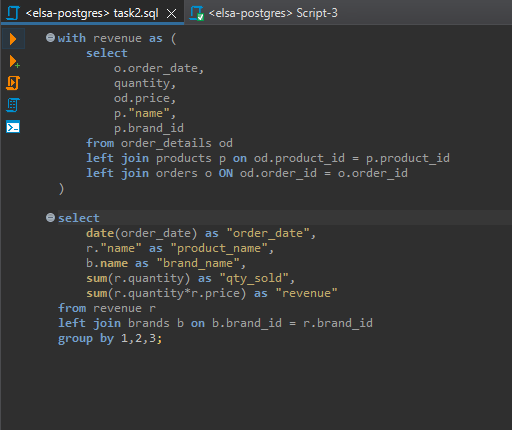 <elsa-postgres> task2.sql
<elsa-postgres> Script-3
with revenue as (
select
o.order_date,
quantity,
od.price,
p."name",
p.brand_id
from order_details od
left join products p on od.product_id = p.product_id
left join orders o ON od.order_id = o.order_id
)
select
date(order_date) as "order_date",
r."name" as "product_name",
b.name as "brand_name",
sum(r.quantity) as "qty_sold",
sum(r.quantity*r.price) as "revenue"
from revenue r
left join brands b on b.brand_id = r.brand_id
group by 1,2,3;